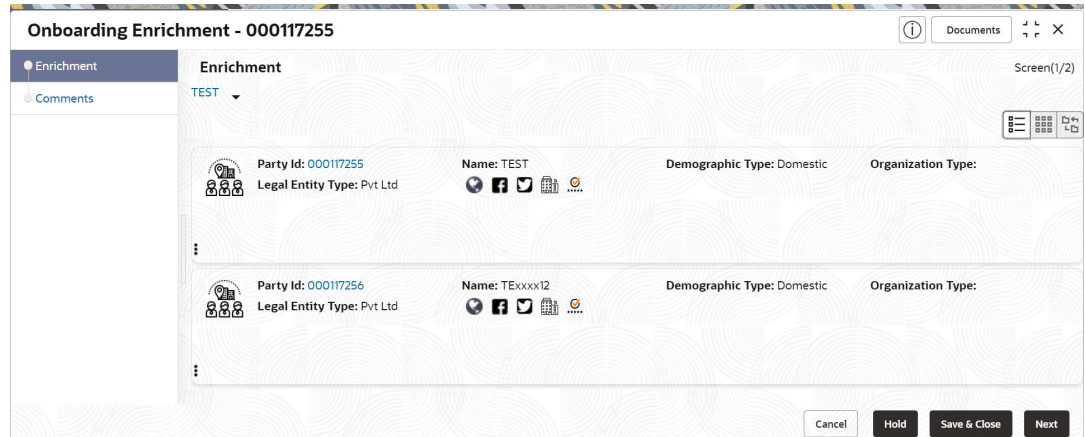 Onboarding Enrichment - 000117255
Documents
Enrichment
Comments
Enrichment
Screen(1/2)
TEST
Party Id: 000117255 Name: TEST Demographic Type: Domestic Organization Type:
Legal Entity Type: Pvt Ltd
Party Id: 000117256 Name: TExxxx12 Demographic Type: Domestic Organization Type:
Legal Entity Type: Pvt Ltd
Cancel Hold Save & Close Next